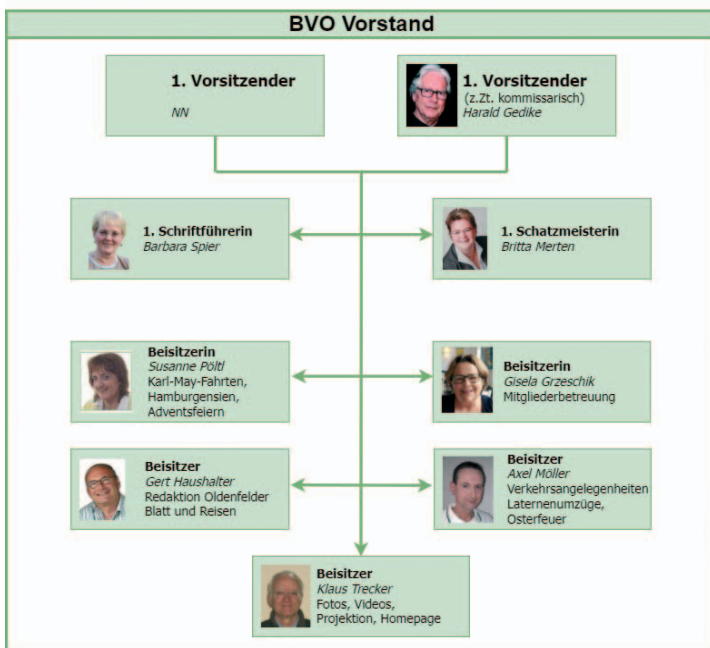 BVO Vorstand
1. Vorsitzender
NN
1. Vorsitzender
(z.Zt. kommissarisch)
Harald Gedike
1. Schriftführerin
Barbara Spier
1. Schatzmeisterin
Britta Merten
Beisitzerin
Susanne Pöltl
Karl-May-Fahrten,
Hamburgensien,
Adventsfeiern
Beisitzerin
Gisela Grzeschik
Mitgliederbetreuung
Beisitzer
Gert Haushalter
Redaktion Oldenfelder
Blatt und Reisen
Beisitzer
Axel Möller
Verkehrsangelegenheiten
Laternenumzüge,
Osterfeuer
Beisitzer
Klaus Trecker
Fotos, Videos,
Projektion, Homepage